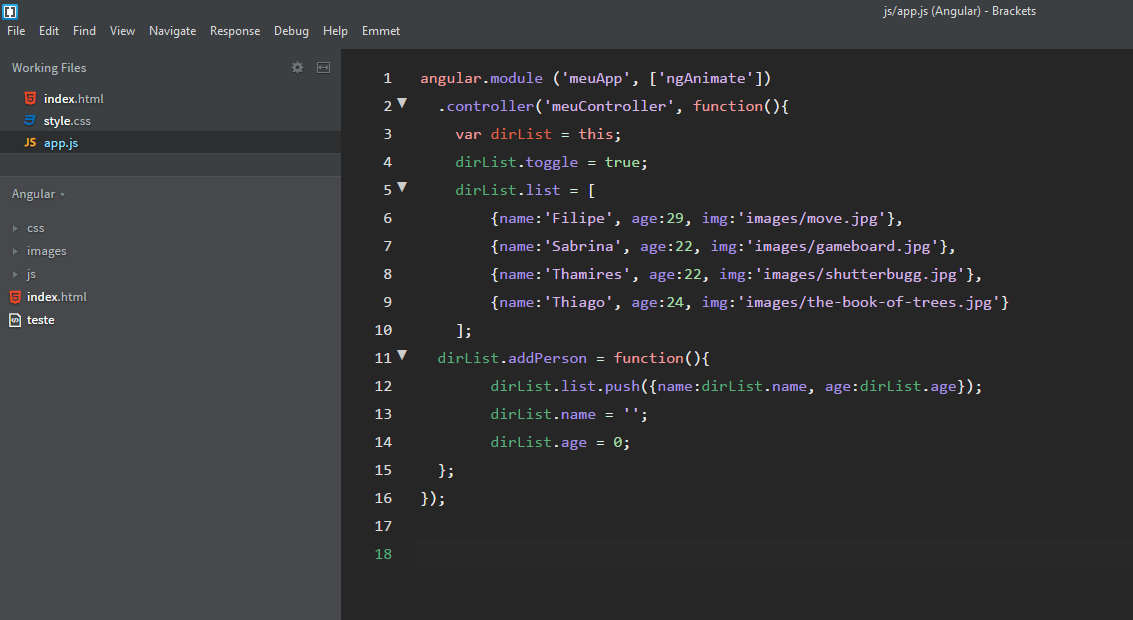 js/app.js (Angular) - Brackets
File Edit Find View Navigate Response Debug Help Emmet
Working Files
index.html
style.css
JS app.js
Angular
css
images
js
index.html
teste
1 angular.module ('meuApp', ['ngAnimate'])
2 .controller('meuController', function(){
3 var dirList = this;
4 dirList.toggle = true;
5 dirList.list = [
6 {name:'Filipe', age:29, img:'images/move.jpg'},
7 {name:'Sabrina', age:22, img:'images/gameboard.jpg'},
8 {name:'Thamires', age:22, img:'images/shutterbugg.jpg'},
9 {name:'Thiago', age:24, img:'images/the-book-of-trees.jpg'}
10 ];
11 dirList.addPerson = function(){
12 dirList.list.push({name:dirList.name, age:dirList.age});
13 dirList.name = '';
14 dirList.age = 0;
15 };
16 });
17
18